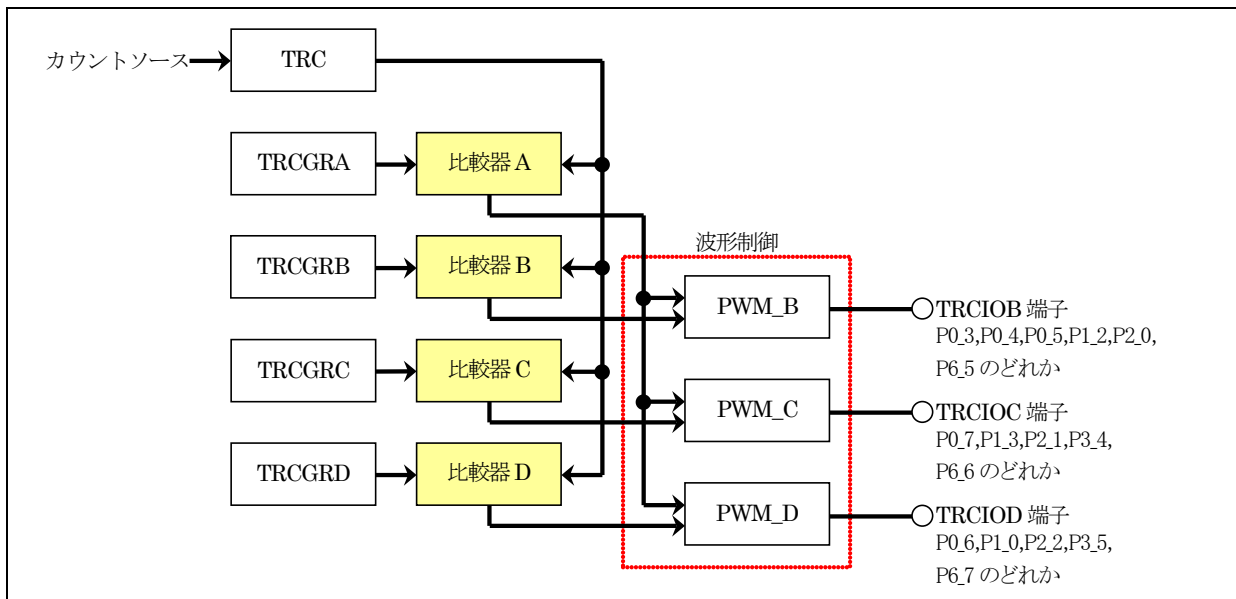 カウントソース
TRC
TRCGRA
比較器 A
TRCGRB
比較器 B
TRCGRC
比較器 C
TRCGRD
比較器 D
波形制御
PWM_B
PWM_C
PWM_D
TRCIOB 端子
P0_3,P0_4,P0_5,P1_2,P2_0,
P6_5 のどれか
TRCIOC 端子
P0_7,P1_3,P2_1,P3_4,
P6_6 のどれか
TRCIOD 端子
P0_6,P1_0,P2_2,P3_5,
P6_7 のどれか